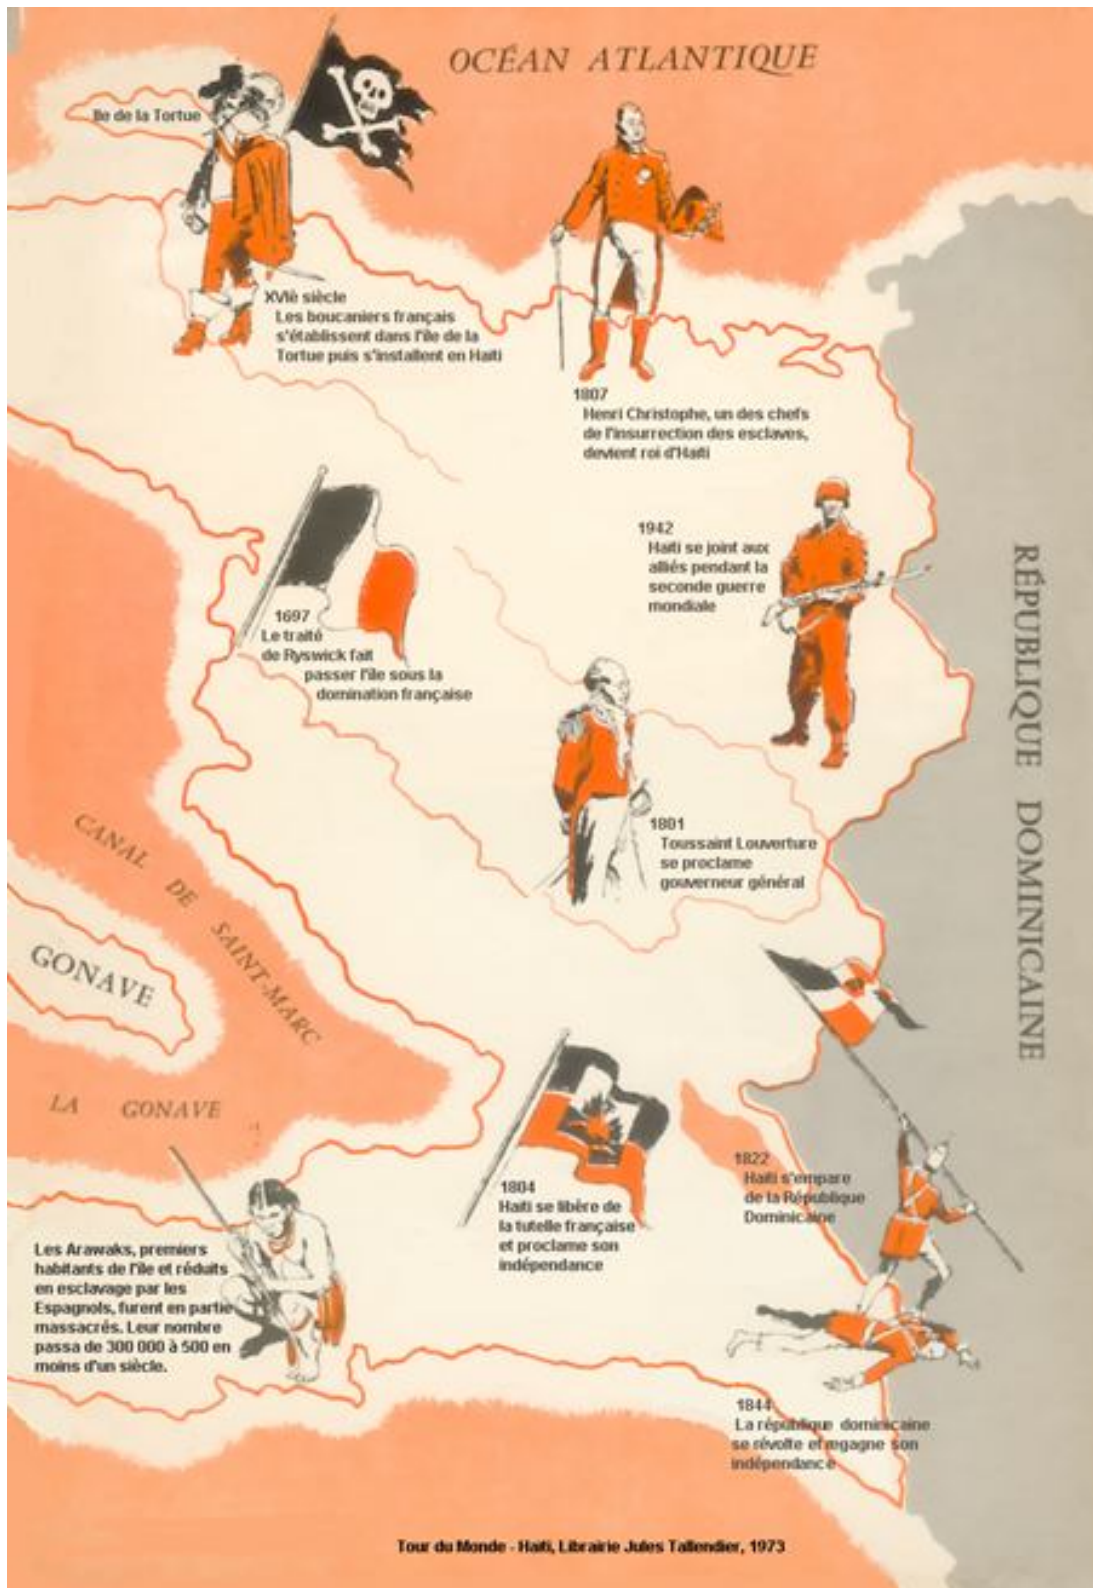 OCÉAN ATLANTIQUE
Ile de la Tortue
XVIè siècle
Les boucaniers français
s'établissent dans l'île de la
Tortue puis s'installent en Haïti
1807
Henri Christophe, un des chefs
de l'insurrection des esclaves,
devient roi d'Haïti
1942
Haïti se joint aux
alliés pendant la
seconde guerre
mondiale
RÉPUBLIQUE DOMINICAINE
1697
Le traité
de Ryswick fait
passer l'île sous la
domination française
1801
Toussaint Louverture
se proclame
gouverneur général
CANAL DE SAINT-MARC
GONAVE
LA GONAVE
1804
Haïti se libère de
la tutelle française
et proclame son
indépendance
1822
Haïti s'empare
de la République
Dominicaine
Les Arawaks, premiers
habitants de l'île et réduits
en esclavage par les
Espagnols, furent en partie
massacrés. Leur nombre
passa de 300 000 à 500 en
moins d'un siècle.
1844
La république dominicaine
se révolte et regagne son
indépendance
Tour du Monde - Haïti, Librairie Jules Tallendier, 1973